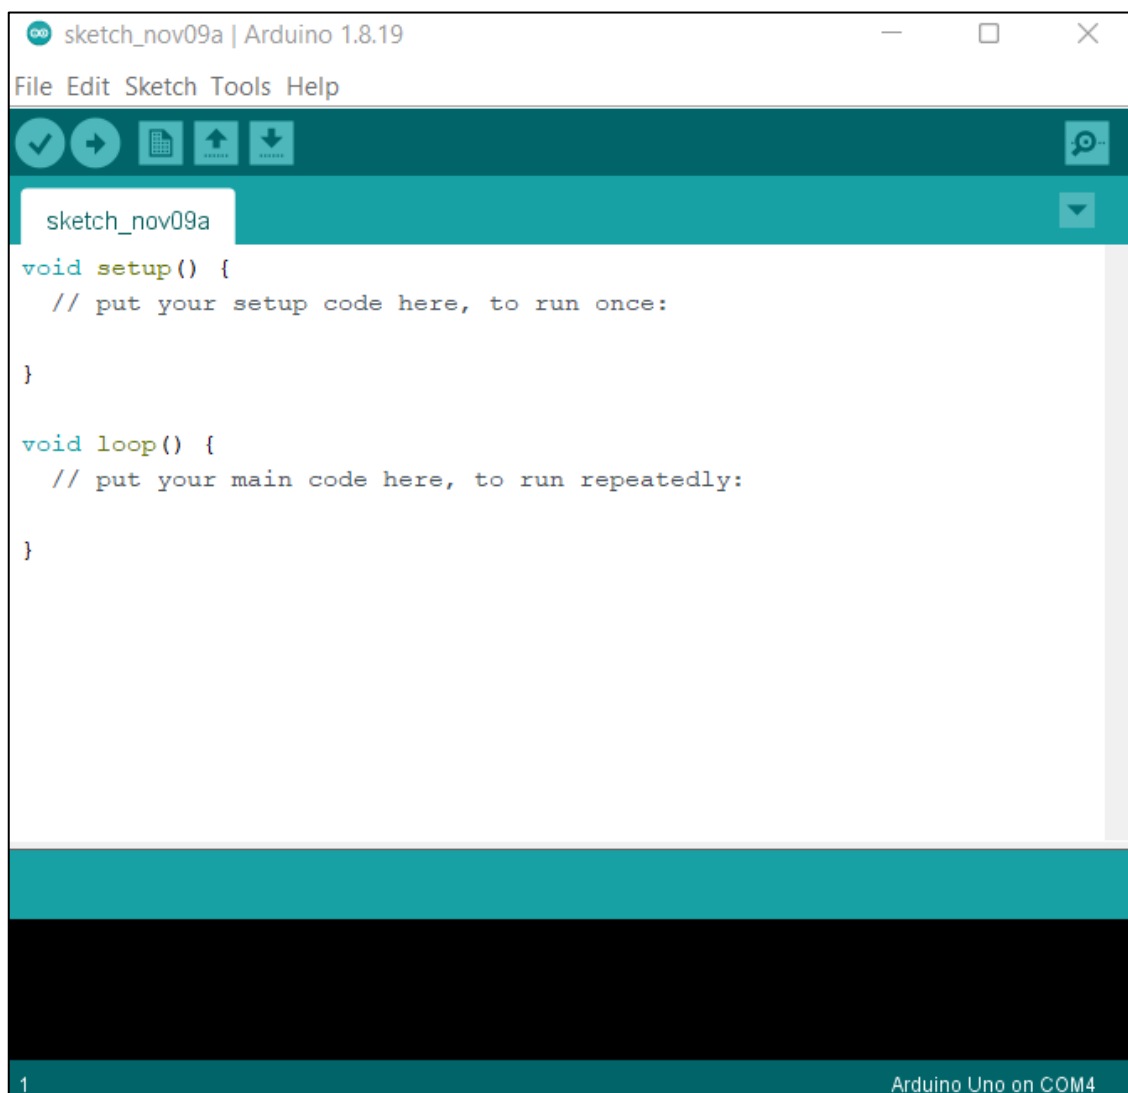 sketch_nov09a | Arduino 1.8.19
File Edit Sketch Tools Help
sketch_nov09a
void setup() {
  // put your setup code here, to run once:
}
void loop() {
  // put your main code here, to run repeatedly:
}
1 Arduino Uno on COM4